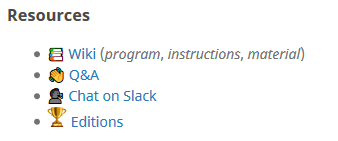 Resources
Wiki (program, instructions, material)
Q&A
Chat on Slack
Editions